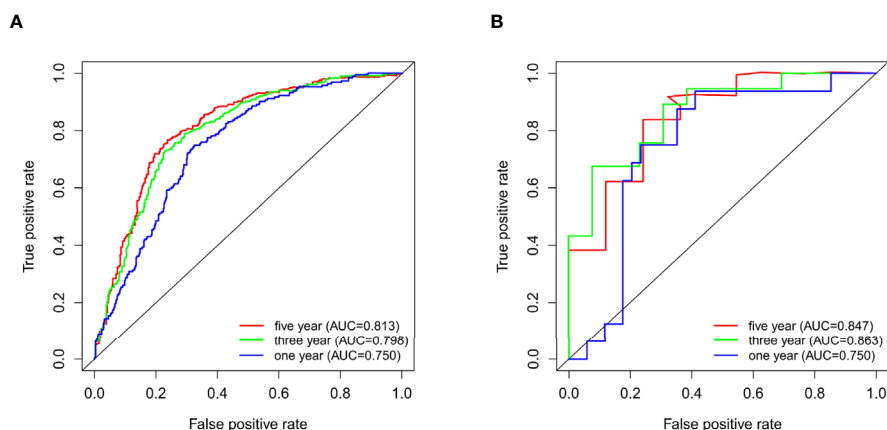 A
B
True positive rate
1.0
0.8
0.6
0.4
0.2
0.0
five year (AUC=0.813)
three year (AUC=0.798)
one year (AUC=0.750)
0.0 0.2 0.4 0.6 0.8 1.0
False positive rate
True positive rate
1.0
0.8
0.6
0.4
0.2
0.0
five year (AUC=0.847)
three year (AUC=0.863)
one year (AUC=0.750)
0.0 0.2 0.4 0.6 0.8 1.0
False positive rate